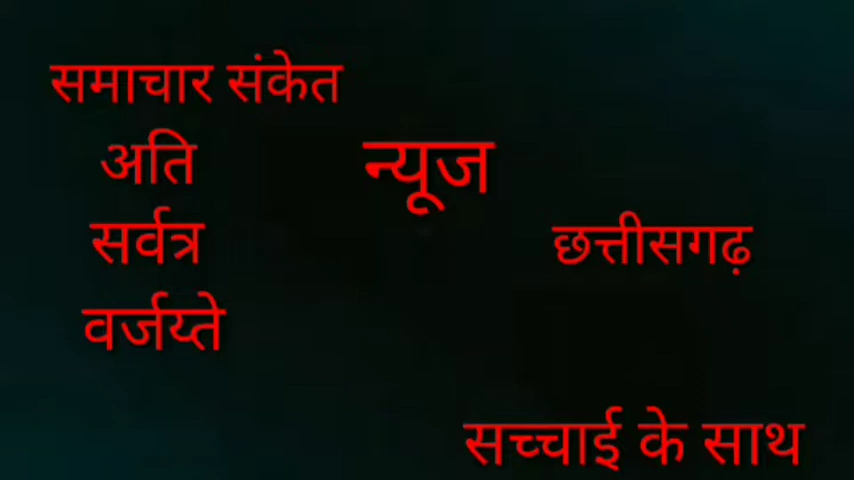 समाचार संकेत
अति
न्यूज
सर्वत्र
छत्तीसगढ़
वर्जय्ते
सच्चाई के साथ